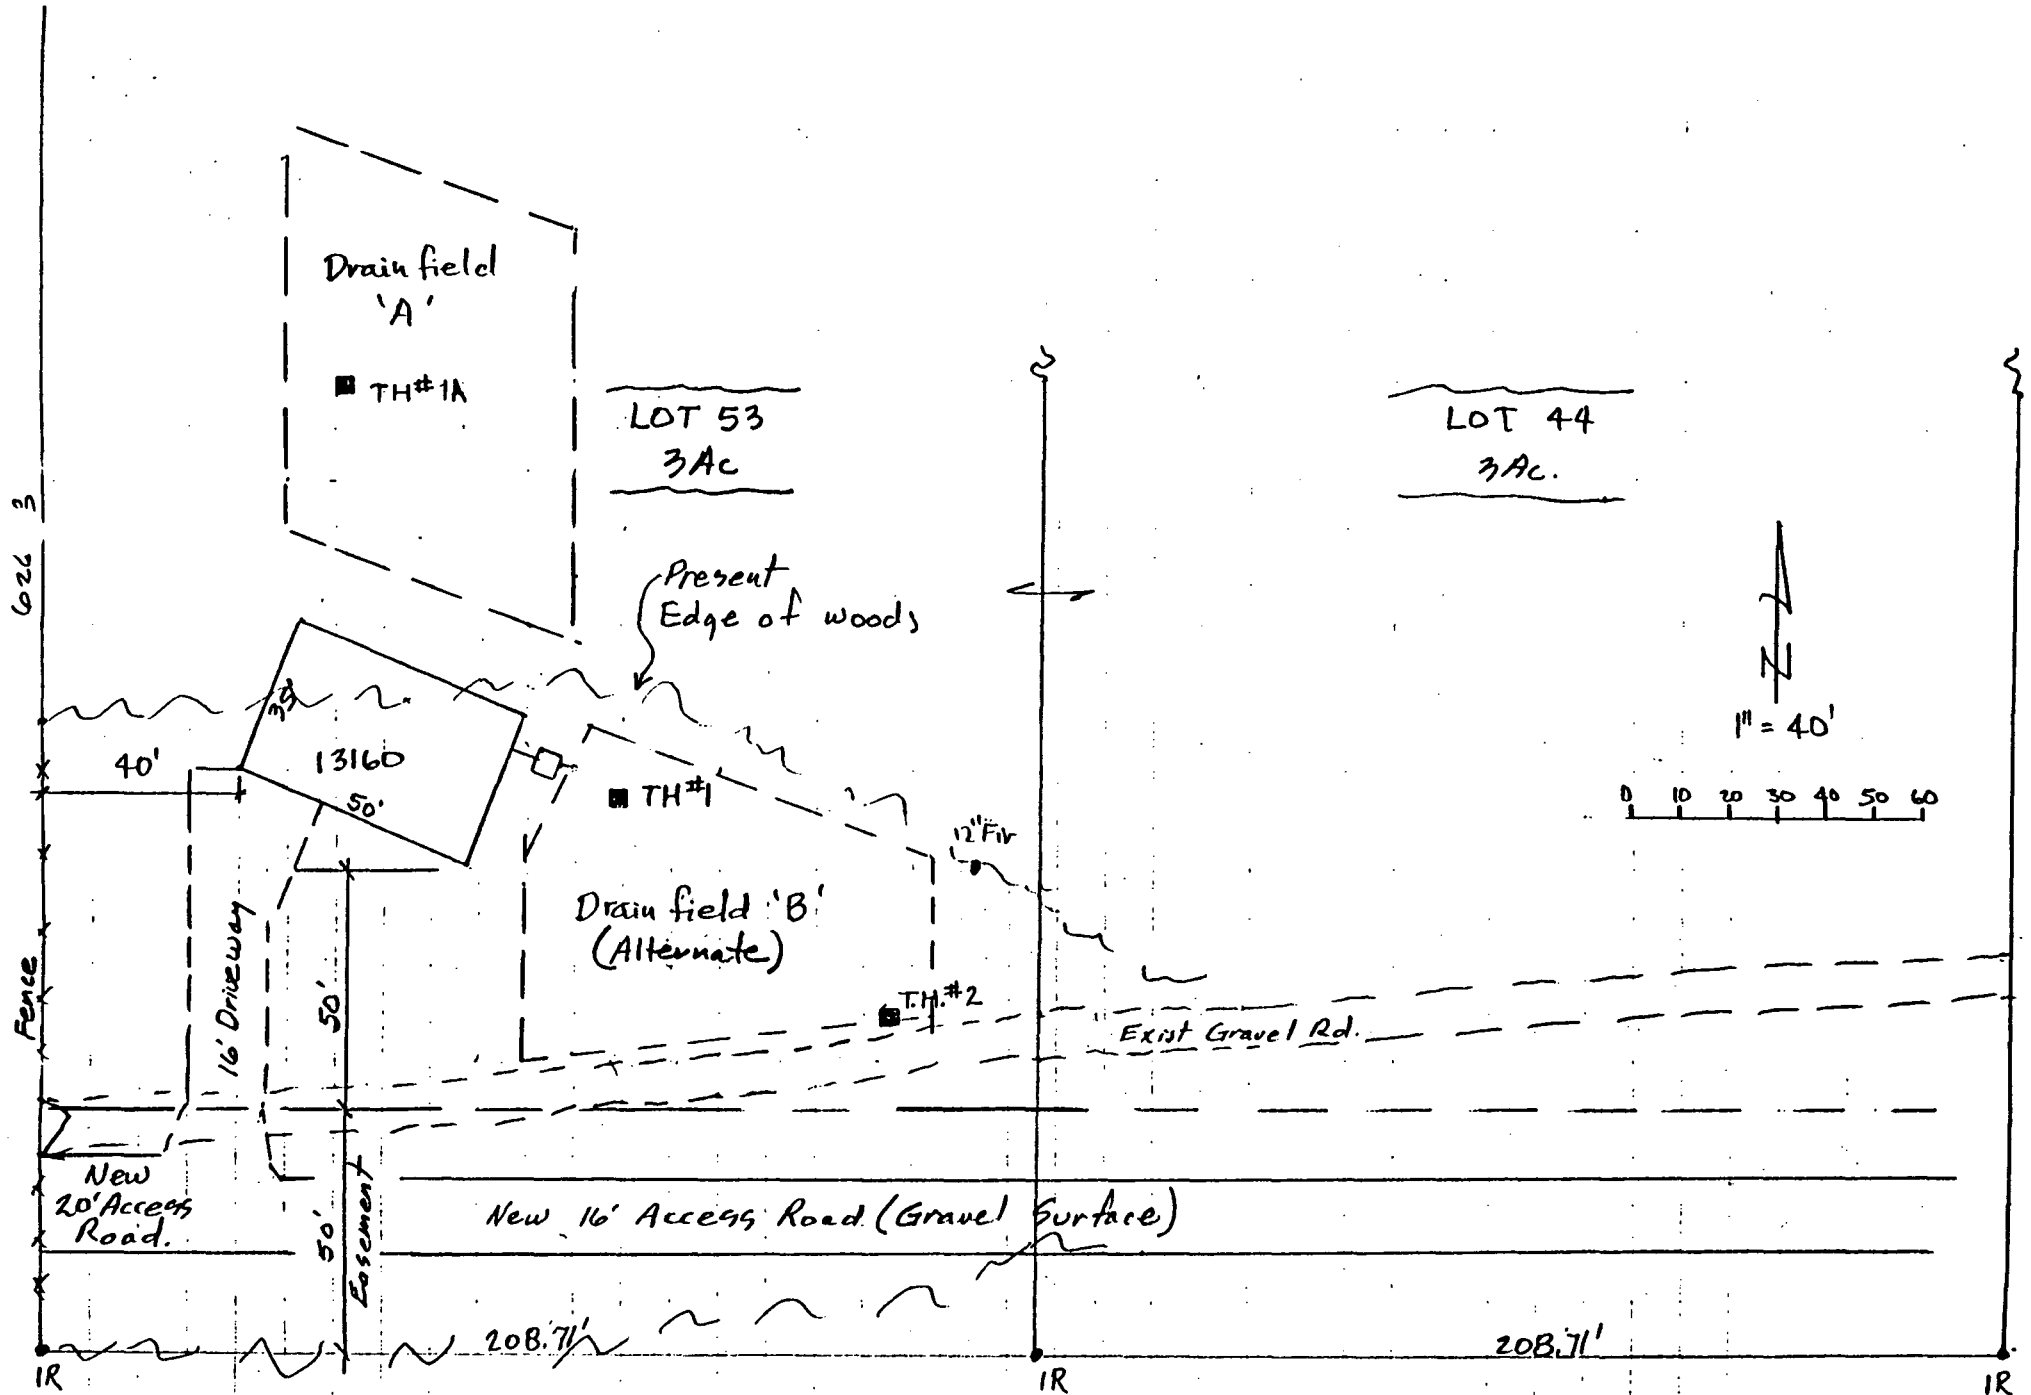 Drain field
'A'
TH#1A
LOT 53
3Ac
LOT 44
3Ac.
Present
Edge of woods
N
1" = 40'
0 10 20 30 40 50 60
40'
13160
50'
TH#1
12" Fir
Drain field 'B'
(Alternate)
T.H.#2
16' Driveway
50'
Fence
Exist Gravel Rd.
New
20' Access
Road.
New 16' Access Road (Gravel Surface)
50'
Easement
208.71'
208.71'
IR
IR
IR